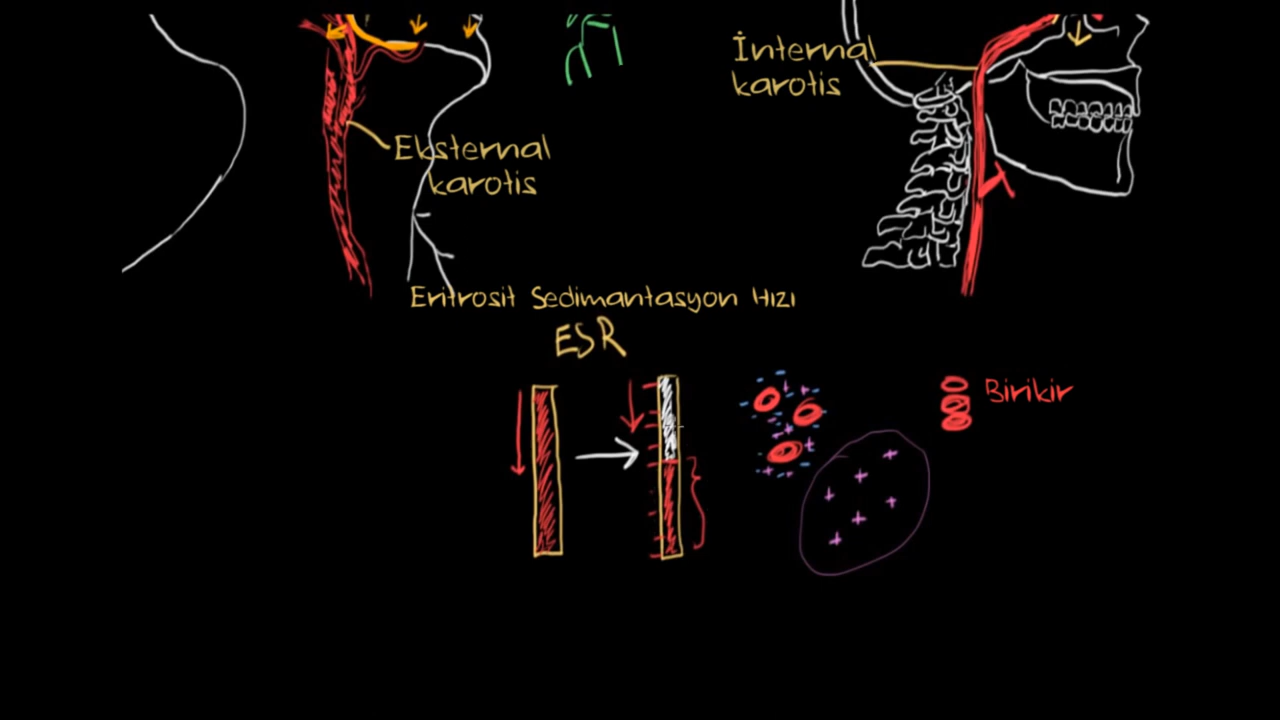 İnternal
karotis
Eksternal
karotis
Eritrosit Sedimantasyon Hızı
ESR
Birikir